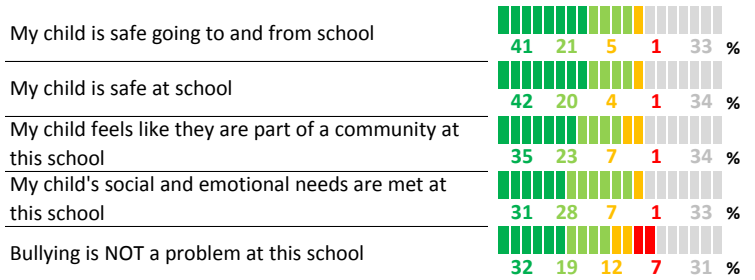 My child is safe going to and from school
41 21 5 1 33 %
My child is safe at school
42 20 4 1 34 %
My child feels like they are part of a community at
this school
35 23 7 1 34 %
My child's social and emotional needs are met at
this school
31 28 7 1 33 %
Bullying is NOT a problem at this school
32 19 12 7 31 %